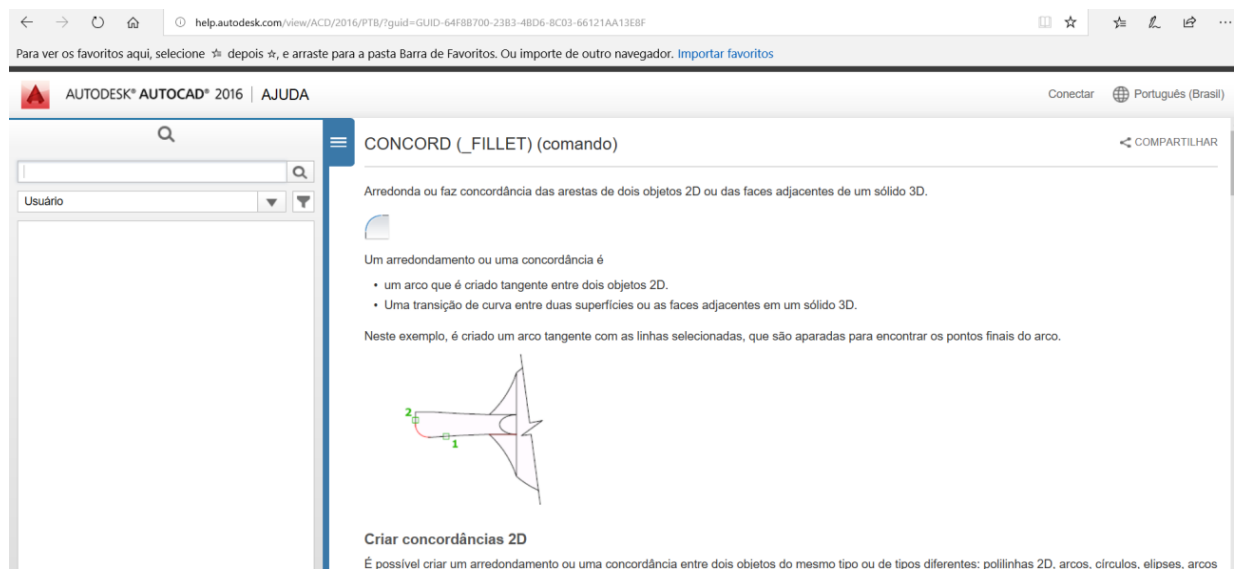 help.autodesk.com/view/ACD/2016/PTB/?guid=GUID-64F8B700-23B3-4BD6-8C03-66121AA13E8F
Para ver os favoritos aqui, selecione depois, e arraste para a pasta Barra de Favoritos. Ou importe de outro navegador. Importar favoritos
AUTODESK® AUTOCAD® 2016 | AJUDA
Conectar
Português (Brasil)
CONCORD (_FILLET) (comando)
COMPARTILHAR
Usuário
Arredonda ou faz concordância das arestas de dois objetos 2D ou das faces adjacentes de um sólido 3D.
Um arredondamento ou uma concordância é
• um arco que é criado tangente entre dois objetos 2D.
• Uma transição de curva entre duas superfícies ou as faces adjacentes em um sólido 3D.
Neste exemplo, é criado um arco tangente com as linhas selecionadas, que são aparadas para encontrar os pontos finais do arco.
2
1
Criar concordâncias 2D
É possível criar um arredondamento ou uma concordância entre dois objetos do mesmo tipo ou de tipos diferentes: polilinhas 2D, arcos, círculos, elipses, arcos